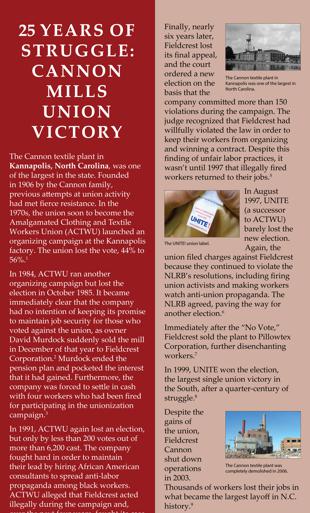 25 YEARS OF
STRUGGLE:
CANNON
MILLS
UNION
VICTORY
The Cannon textile plant in
Kannapolis, North Carolina, was one
of the largest in the state. Founded
in 1906 by the Cannon family,
previous attempts at union activity
had met fierce resistance. In the
1970s, the union soon to become the
Amalgamated Clothing and Textile
Workers Union (ACTWU) launched an
organizing campaign at the Kannapolis
factory. The union lost the vote, 44% to
56%.1
In 1984, ACTWU ran another
organizing campaign but lost the
election in October 1985. It became
immediately clear that the company
had no intention of keeping its promise
to maintain job security for those who
voted against the union, as owner
David Murdock suddenly sold the mill
in December of that year to Fieldcrest
Corporation.2 Murdock ended the
pension plan and pocketed the interest
that it had gained. Furthermore, the
company was forced to settle in cash
with four workers who had been fired
for participating in the unionization
campaign.3
In 1991, ACTWU again lost an election,
but only by less than 200 votes out of
more than 6,200 cast. The company
fought hard in order to maintain
their lead by hiring African American
consultants to spread anti-labor
propaganda among black workers.
ACTWU alleged that Fieldcrest acted
illegally during the campaign and,
Finally, nearly
six years later,
Fieldcrest lost
its final appeal,
and the court
ordered a new
election on the
basis that the
The Cannon textile plant in
Kannapolis was one of the largest in
North Carolina.
company committed more than 150
violations during the campaign. The
judge recognized that Fieldcrest had
willfully violated the law in order to
keep their workers from organizing
and winning a contract. Despite this
finding of unfair labor practices, it
wasn't until 1997 that illegally fired
workers returned to their jobs.5
UNITE!
The UNITE! union label.
In August
1997, UNITE
(a successor
to ACTWU)
barely lost the
new election.
Again, the
union filed charges against Fieldcrest
because they continued to violate the
NLRB's resolutions, including firing
union activists and making workers
watch anti-union propaganda. The
NLRB agreed, paving the way for
another election.6
Immediately after the "No Vote,"
Fieldcrest sold the plant to Pillowtex
Corporation, further disenchanting
workers.7
In 1999, UNITE won the election,
the largest single union victory in
the South, after a quarter-century of
struggle.8
Despite the
gains of
the union,
Fieldcrest
Cannon
shut down
operations
in 2003.
The Cannon textile plant was
completely demolished in 2006.
Thousands of workers lost their jobs in
what became the largest layoff in N.C.
history.9